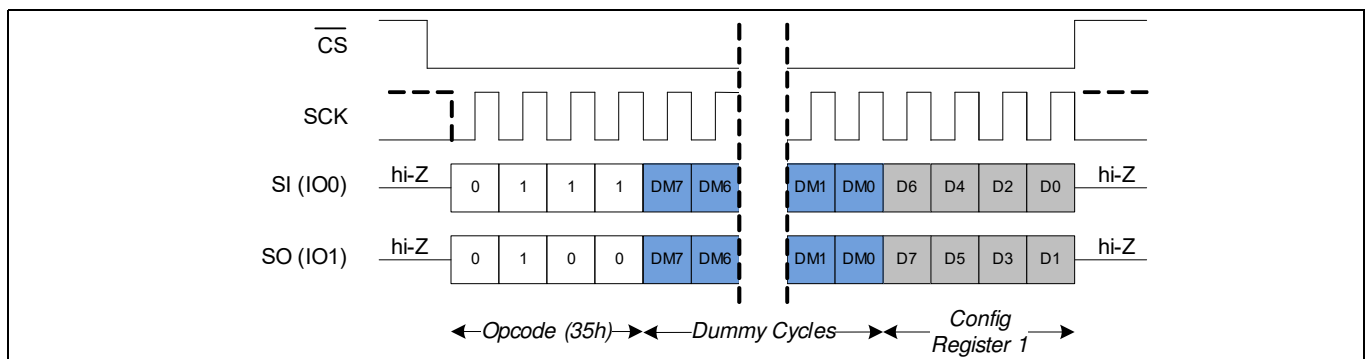 CS
SCK
hi-Z
hi-Z
SI (IO0)
0 1 1 1 DM7 DM6 DM1 DM0 D6 D4 D2 D0
hi-Z
hi-Z
SO (IO1)
0 1 0 0 DM7 DM6 DM1 DM0 D7 D5 D3 D1
Opcode (35h) Dummy Cycles Config
Register 1